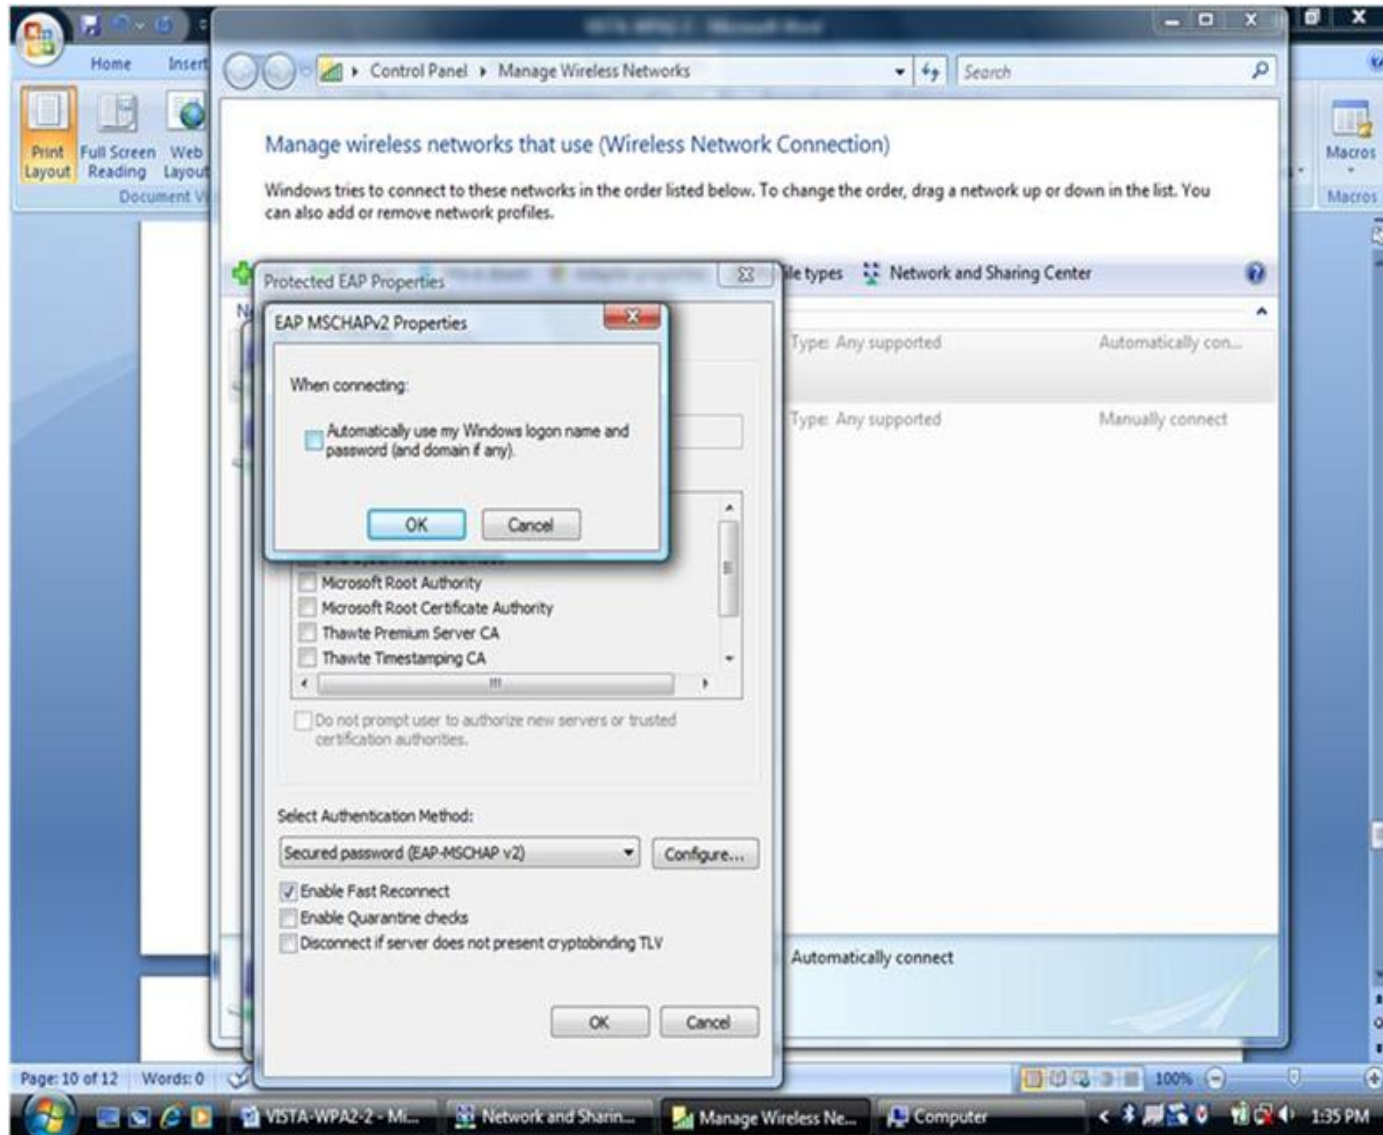 VISTA-WPA2-2 - Microsoft Word
Home Insert
Control Panel Manage Wireless Networks Search
Print Layout
Full Screen Reading
Web Layout
Macros
Document
Macros
Manage wireless networks that use (Wireless Network Connection)
Windows tries to connect to these networks in the order listed below. To change the order, drag a network up or down in the list. You
can also add or remove network profiles.
Protected EAP Properties
types Network and Sharing Center
EAP MSCHAPv2 Properties
Type: Any supported Automatically con...
When connecting:
Automatically use my Windows logon name and
password (and domain if any).
Type: Any supported Manually connect
OK Cancel
Microsoft Root Authority
Microsoft Root Certificate Authority
Thawte Premium Server CA
Thawte Timestamping CA
Do not prompt user to authorize new servers or trusted
certification authorities.
Select Authentication Method:
Secured password (EAP-MSCHAP v2) Configure...
Enable Fast Reconnect
Enable Quarantine checks
Disconnect if server does not present cryptobinding TLV
Automatically connect
OK Cancel
Page: 10 of 12 Words: 0 100%
VISTA-WPA2-2 - Mi... Network and Sharin... Manage Wireless Ne... Computer 1:35 PM